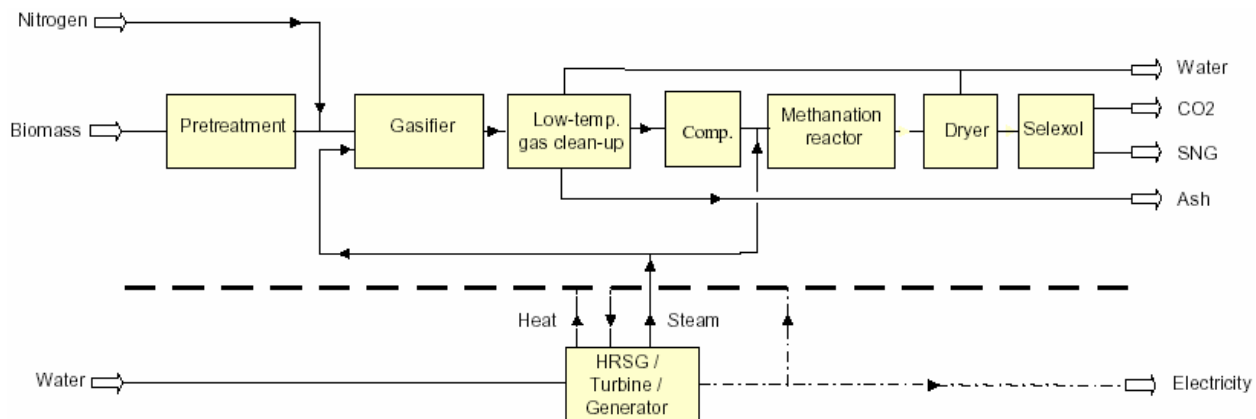 Nitrogen
Water
Biomass
Pretreatment
Gasifier
Low-temp.
gas clean-up
Comp.
Methanation
reactor
Dryer
Selexol
CO2
SNG
Ash
Heat
Steam
Water
HRSG /
Turbine /
Generator
Electricity